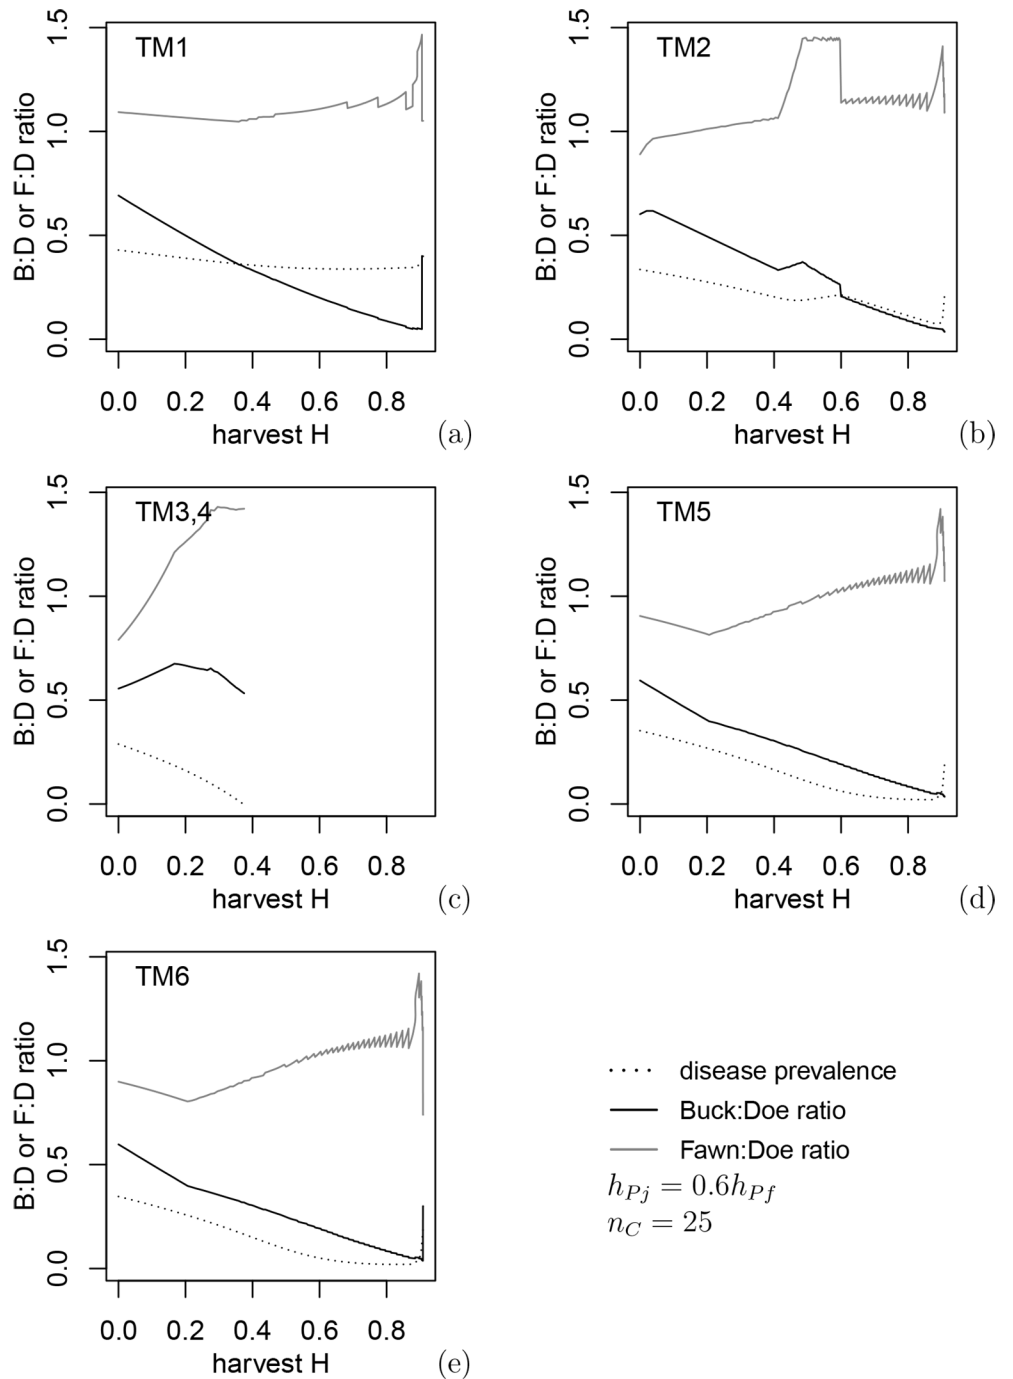 TM1
B:D or F:D ratio
0.0 0.5 1.0 1.5
0.0 0.2 0.4 0.6 0.8
harvest H
(a)
TM2
B:D or F:D ratio
0.0 0.5 1.0 1.5
0.0 0.2 0.4 0.6 0.8
harvest H
(b)
TM3,4
B:D or F:D ratio
0.0 0.5 1.0 1.5
0.0 0.2 0.4 0.6 0.8
harvest H
(c)
TM5
B:D or F:D ratio
0.0 0.5 1.0 1.5
0.0 0.2 0.4 0.6 0.8
harvest H
(d)
TM6
B:D or F:D ratio
0.0 0.5 1.0 1.5
0.0 0.2 0.4 0.6 0.8
harvest H
(e)
disease prevalence
Buck:Doe ratio
Fawn:Doe ratio
h_{Pj} = 0.6h_{Pf}
n_C = 25